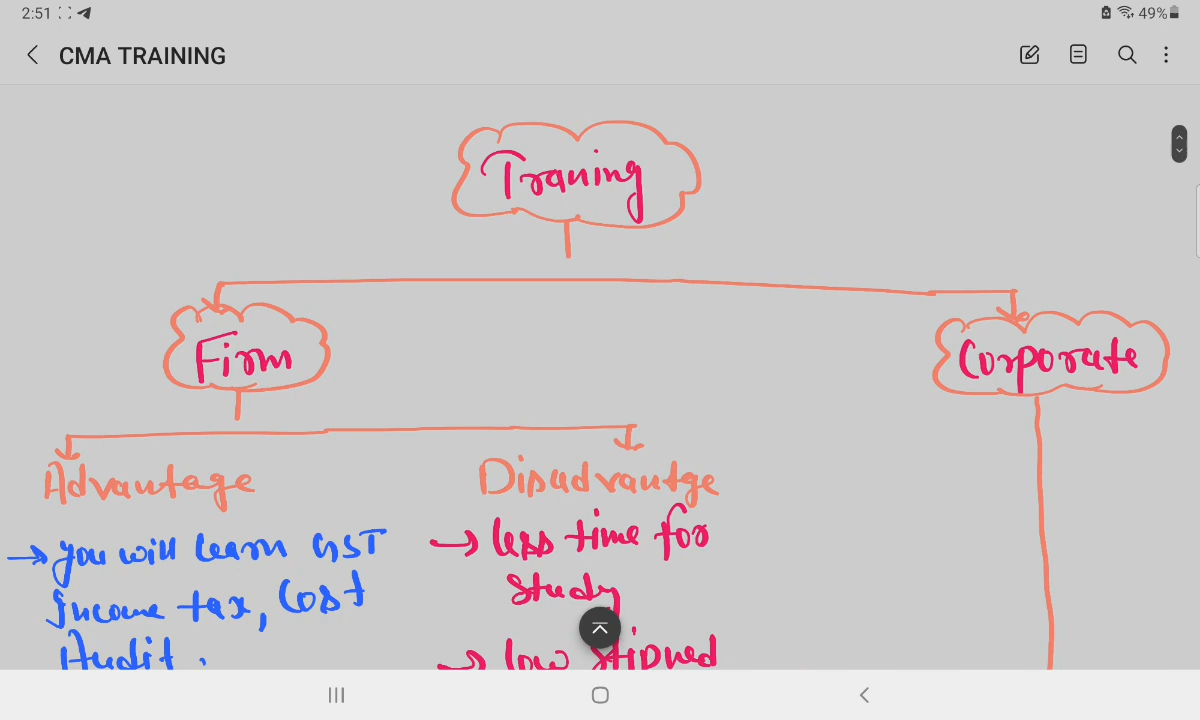 2:51
49%
CMA TRAINING
Traning
Firm
Corporate
Advantage
Disadvantge
→ you will learn GST
Income tax, Cost
Audit.
→ less time for
Study
→ low stipned